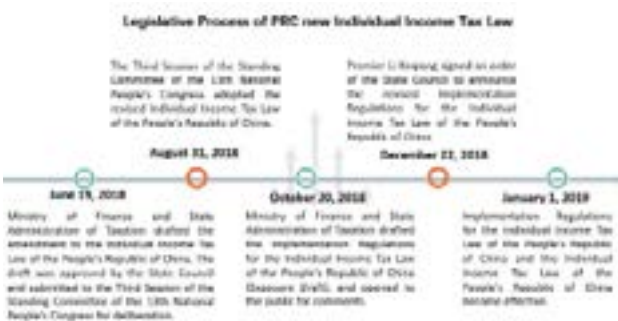 Legislative Process of PRC new Individual Income Tax Law
The Third Session of the Standing
Committee of the 13th National
People's Congress adopted the
revised Individual Income Tax Law
of the People's Republic of China.
August 31, 2018
Premier Li Keqiang signed an order
of the State Council to announce
the revised Implementation
Regulations for the Individual
Income Tax Law of the People's
Republic of China
December 22, 2018
June 19, 2018
Ministry of Finance and State
Administration of Taxation drafted the
amendment to the Individual Income Tax
Law of the People's Republic of China. The
draft was approved by the State Council
and submitted to the Third Session of the
Standing Committee of the 13th National
People's Congress for deliberation.
October 20, 2018
Ministry of Finance and State
Administration of Taxation drafted
the Implementation Regulations
for the Individual Income Tax Law
of the People's Republic of China
Draft), and opened to
the public for comments.
January 1, 2019
Implementation Regulations
for the Individual Income Tax
Law of the People's Republic
of China and the Individual
Income Tax Law of the
People's Republic of China
became effective.